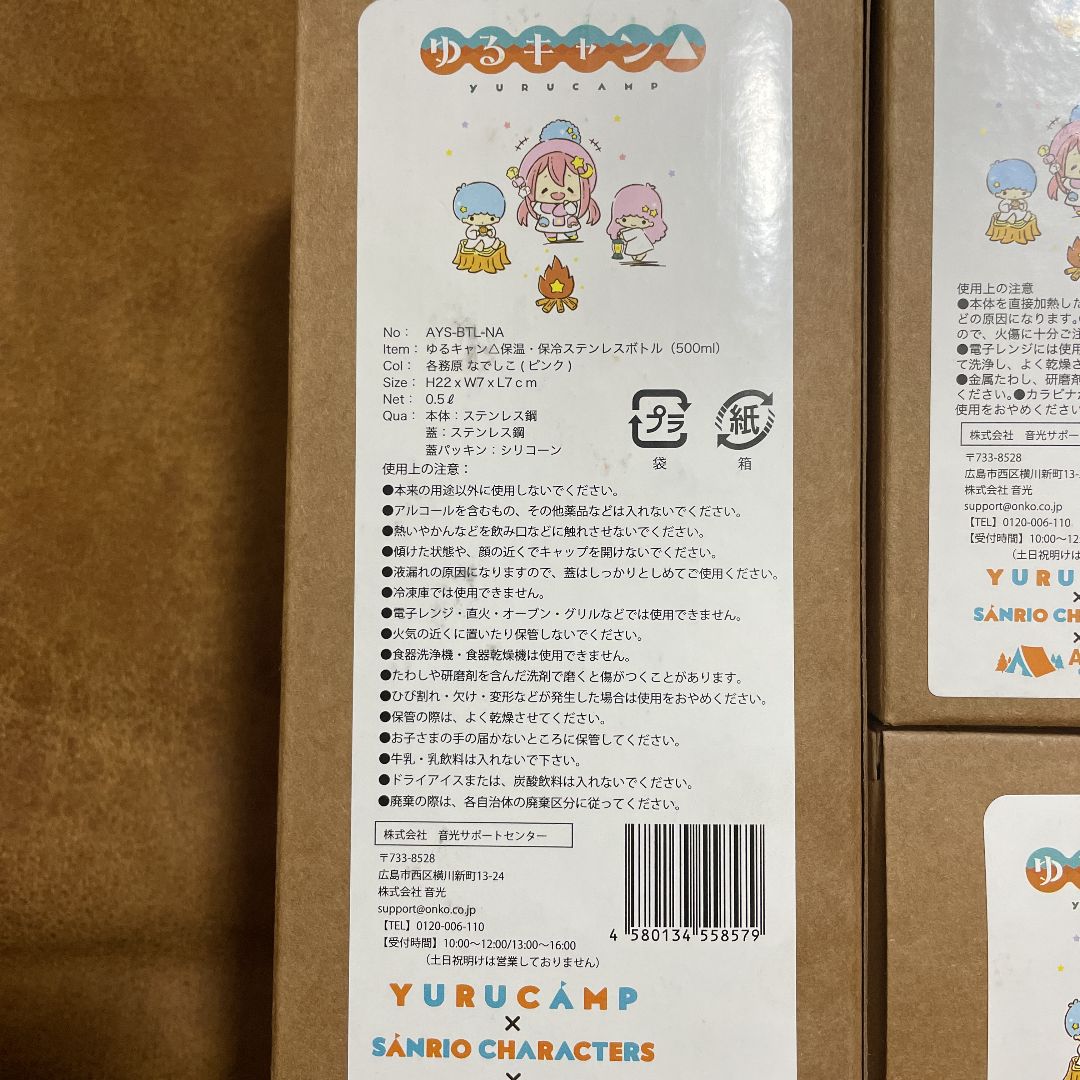 ゆるキャン△
YURUCAMP
No： AYS-BTL-NA
Item： ゆるキャン△保温・保冷ステンレスボトル（500ml）
Col： 各務原 なでしこ ( ピンク )
Size： H22 x W7 x L7 c m
Net： 0.5ℓ
Qua： 本体：ステンレス鋼
蓋：ステンレス鋼
蓋パッキン：シリコーン
プラ
袋
紙
箱
使用上の注意：
●本来の用途以外に使用しないでください。
●アルコールを含むもの、その他薬品などは入れないでください。
●熱いやかんなどを飲み口などに触れさせないでください。
●傾けた状態や、顔の近くでキャップを開けないでください。
●液漏れの原因になりますので、蓋はしっかりとしめてご使用ください。
●冷凍庫では使用できません。
●電子レンジ・直火・オーブン・グリルなどでは使用できません。
●火気の近くに置いたり保管しないでください。
●食器洗浄機・食器乾燥機は使用できません。
●たわしや研磨剤を含んだ洗剤で磨くと傷がつくことがあります。
●ひび割れ・欠け・変形などが発生した場合は使用をおやめください。
●保管の際は、よく乾燥させてください。
●お子さまの手の届かないところに保管してください。
●牛乳・乳飲料は入れないで下さい。
●ドライアイスまたは、炭酸飲料は入れないでください。
●廃棄の際は、各自治体の廃棄区分に従ってください。
株式会社 音光サポートセンター
〒733-8528
広島市西区横川新町13-24
株式会社 音光
support@onko.co.jp
【TEL】0120-006-110
【受付時間】10:00～12:00/13:00～16:00
（土日祝明けは営業しておりません）
4 580134 558579
YURUCAMP
×
SANRIO CHARACTERS
×
使用上の注意
●本体を直接加熱した
どの原因になります。
ので、火傷に十分ご注
●電子レンジには使用
て洗浄し、よく乾燥さ
●金属たわし、研磨剤
ください。●カラビナが
使用をおやめください
株式会社 音光サポート
〒733-8528
広島市西区横川新町13-
株式会社 音光
support@onko.co.jp
【TEL】0120-006-110
【受付時間】10:00～12:
（土日祝明けは
YURU
×
SANRIO CH
×
A
ゆ
Y